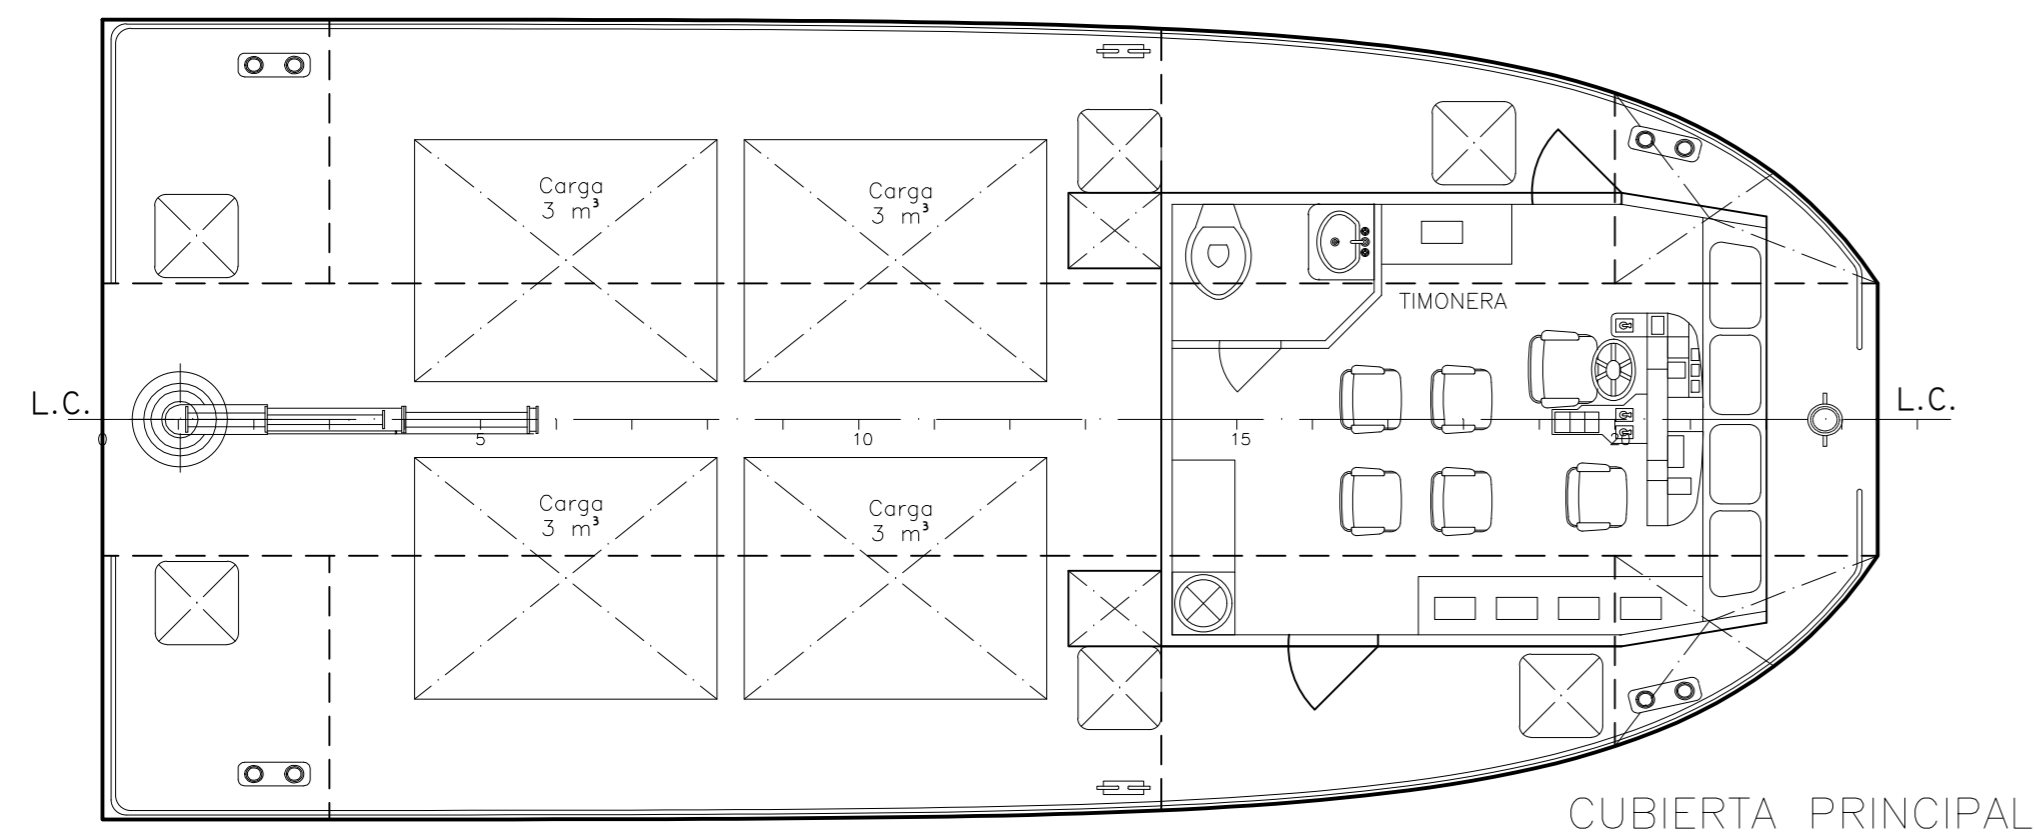 Carga
3 m³
Carga
3 m³
TIMONERA
L.C.
L.C.
0
5
10
15
20
Carga
3 m³
Carga
3 m³
CUBIERTA PRINCIPAL